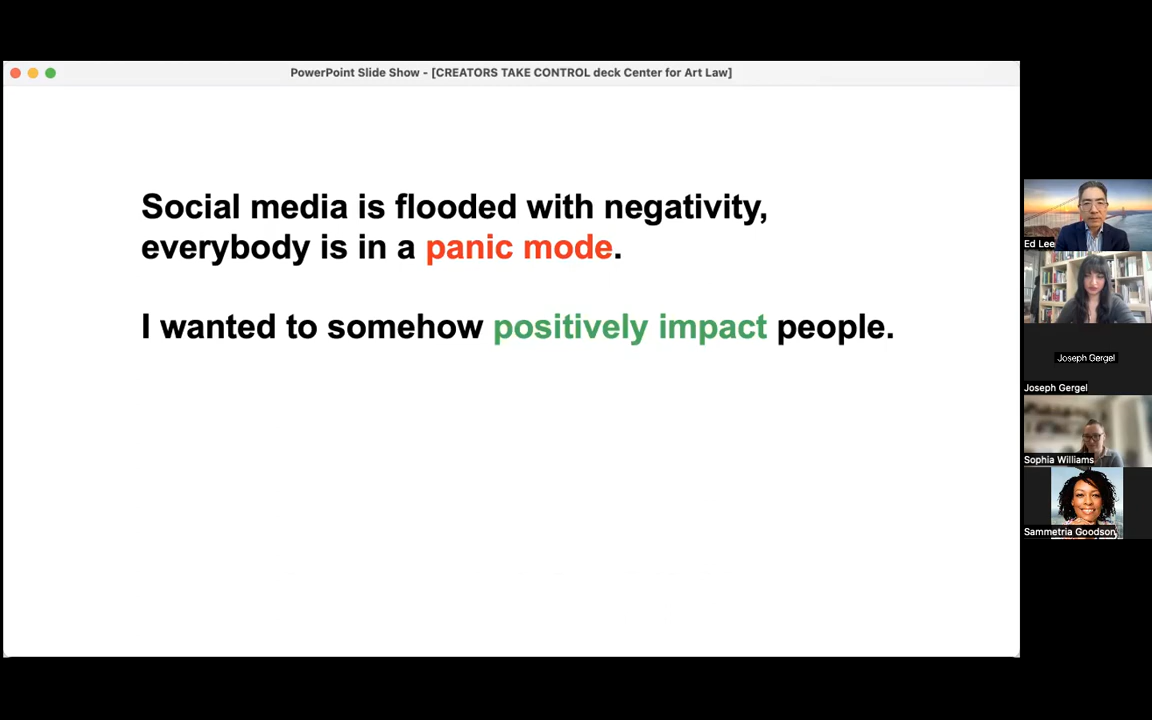 PowerPoint Slide Show - [CREATORS TAKE CONTROL deck Center for Art Law]
Social media is flooded with negativity,
everybody is in a panic mode.
I wanted to somehow positively impact people.
Ed Lee
Joseph Gergel
Joseph Gergel
Sophia Williams
Sammetria Goodson